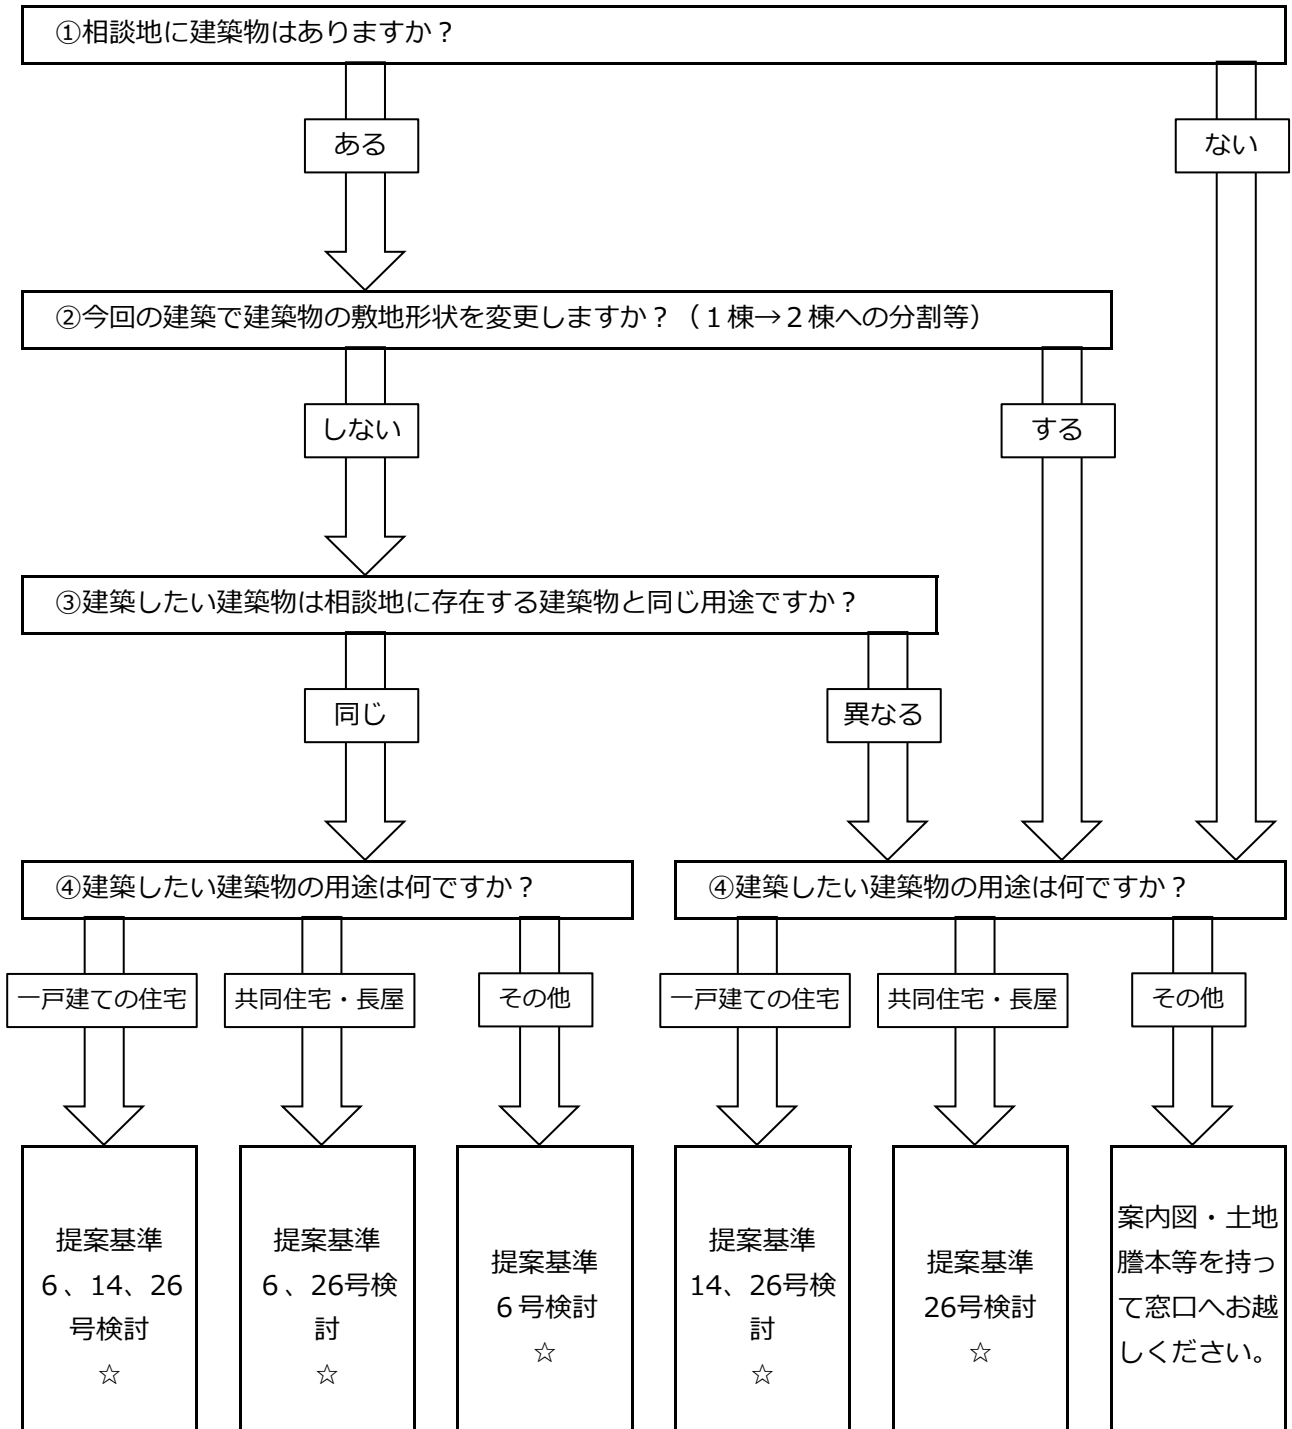 ①相談地に建築物はありますか？
ある
ない
②今回の建築で建築物の敷地形状を変更しますか？（１棟→２棟への分割等）
しない
する
③建築したい建築物は相談地に存在する建築物と同じ用途ですか？
同じ
異なる
④建築したい建築物の用途は何ですか？
④建築したい建築物の用途は何ですか？
一戸建ての住宅
共同住宅・長屋
その他
一戸建ての住宅
共同住宅・長屋
その他
提案基準
６、14、26
号検討
☆
提案基準
６、26号検
討
☆
提案基準
６号検討
☆
提案基準
14、26号検
討
☆
提案基準
26号検討
☆
案内図・土地
謄本等を持っ
て窓口へお越
しください。